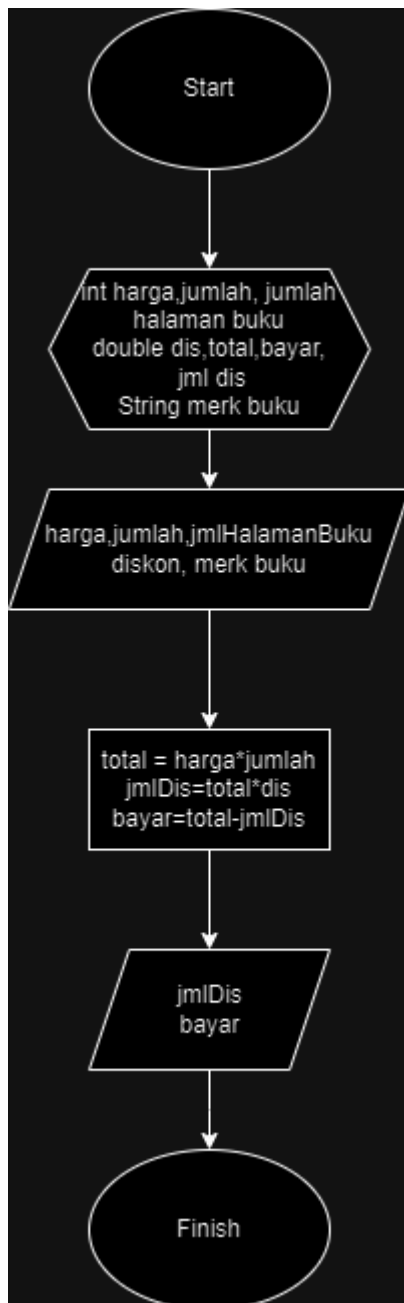 Start
int harga,jumlah, jumlah
halaman buku
double dis,total,bayar,
jml dis
String merk buku
harga,jumlah,jmlHalamanBuku
diskon, merk buku
total = harga*jumlah
jmlDis=total*dis
bayar=total-jmlDis
jmlDis
bayar
Finish